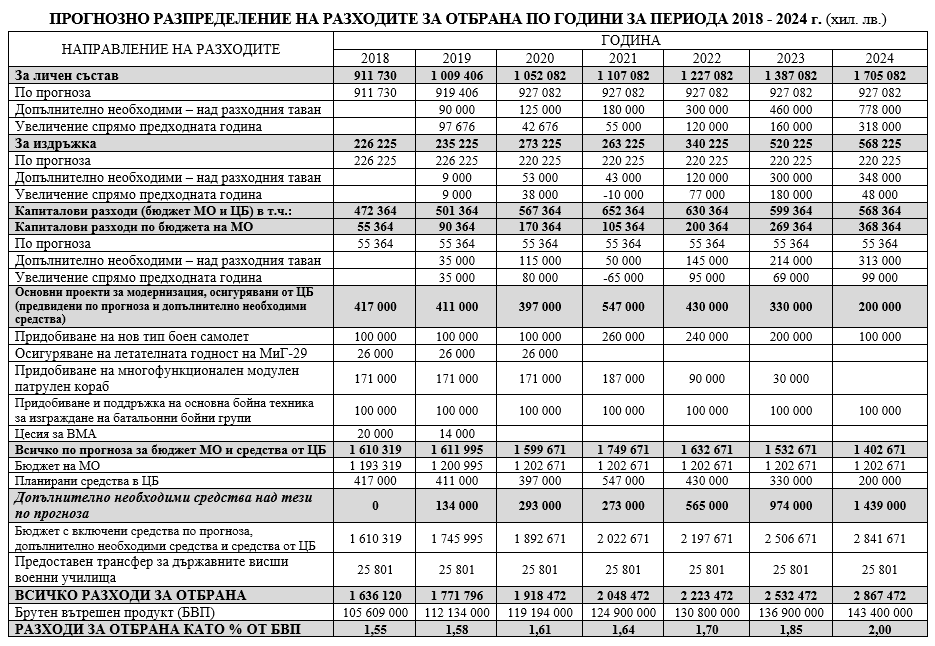 ПРОГНОЗНО РАЗПРЕДЕЛЕНИЕ НА РАЗХОДИТЕ ЗА ОТБРАНА ПО ГОДИНИ ЗА ПЕРИОДА 2018 - 2024 г. (хил. лв.)
НАПРАВЛЕНИЕ НА РАЗХОДИТЕ ГОДИНА
2018 2019 2020 2021 2022 2023 2024
За личен състав 911 730 1 009 406 1 052 082 1 107 082 1 227 082 1 387 082 1 705 082
По прогноза 911 730 919 406 927 082 927 082 927 082 927 082 927 082
Допълнително необходими – над разходния таван 90 000 125 000 180 000 300 000 460 000 778 000
Увеличение спрямо предходната година 97 676 42 676 55 000 120 000 160 000 318 000
За издръжка 226 225 235 225 273 225 263 225 340 225 520 225 568 225
По прогноза 226 225 226 225 220 225 220 225 220 225 220 225 220 225
Допълнително необходими – над разходния таван 9 000 53 000 43 000 120 000 300 000 348 000
Увеличение спрямо предходната година 9 000 38 000 -10 000 77 000 180 000 48 000
Капиталови разходи (бюджет МО и ЦБ) в т.ч.: 472 364 501 364 567 364 652 364 630 364 599 364 568 364
Капиталови разходи по бюджета на МО 55 364 90 364 170 364 105 364 200 364 269 364 368 364
По прогноза 55 364 55 364 55 364 55 364 55 364 55 364 55 364
Допълнително необходими – над разходния таван 35 000 115 000 50 000 145 000 214 000 313 000
Увеличение спрямо предходната година 35 000 80 000 -65 000 95 000 69 000 99 000
Основни проекти за модернизация, осигурявани от ЦБ
(предвидени по прогноза и допълнително необходими
средства) 417 000 411 000 397 000 547 000 430 000 330 000 200 000
Придобиване на нов тип боен самолет 100 000 100 000 100 000 260 000 240 000 200 000 100 000
Осигуряване на летателната годност на МиГ-29 26 000 26 000 26 000
Придобиване на многофункционален модулен
патрулен кораб 171 000 171 000 171 000 187 000 90 000 30 000
Придобиване и поддръжка на основна бойна техника
за изграждане на батальонни бойни групи 100 000 100 000 100 000 100 000 100 000 100 000 100 000
Цесия за ВМА 20 000 14 000
Всичко по прогноза за бюджет МО и средства от ЦБ 1 610 319 1 611 995 1 599 671 1 749 671 1 632 671 1 532 671 1 402 671
Бюджет на МО 1 193 319 1 200 995 1 202 671 1 202 671 1 202 671 1 202 671 1 202 671
Планирани средства в ЦБ 417 000 411 000 397 000 547 000 430 000 330 000 200 000
Допълнително необходими средства над тези
по прогноза 0 134 000 293 000 273 000 565 000 974 000 1 439 000
Бюджет с включени средства по прогноза,
допълнително необходими средства и средства от ЦБ 1 610 319 1 745 995 1 892 671 2 022 671 2 197 671 2 506 671 2 841 671
Предоставен трансфер за държавните висши
военни училища 25 801 25 801 25 801 25 801 25 801 25 801 25 801
ВСИЧКО РАЗХОДИ ЗА ОТБРАНА 1 636 120 1 771 796 1 918 472 2 048 472 2 223 472 2 532 472 2 867 472
Брутен вътрешен продукт (БВП) 105 609 000 112 134 000 119 194 000 124 900 000 130 800 000 136 900 000 143 400 000
РАЗХОДИ ЗА ОТБРАНА КАТО % ОТ БВП 1,55 1,58 1,61 1,64 1,70 1,85 2,00